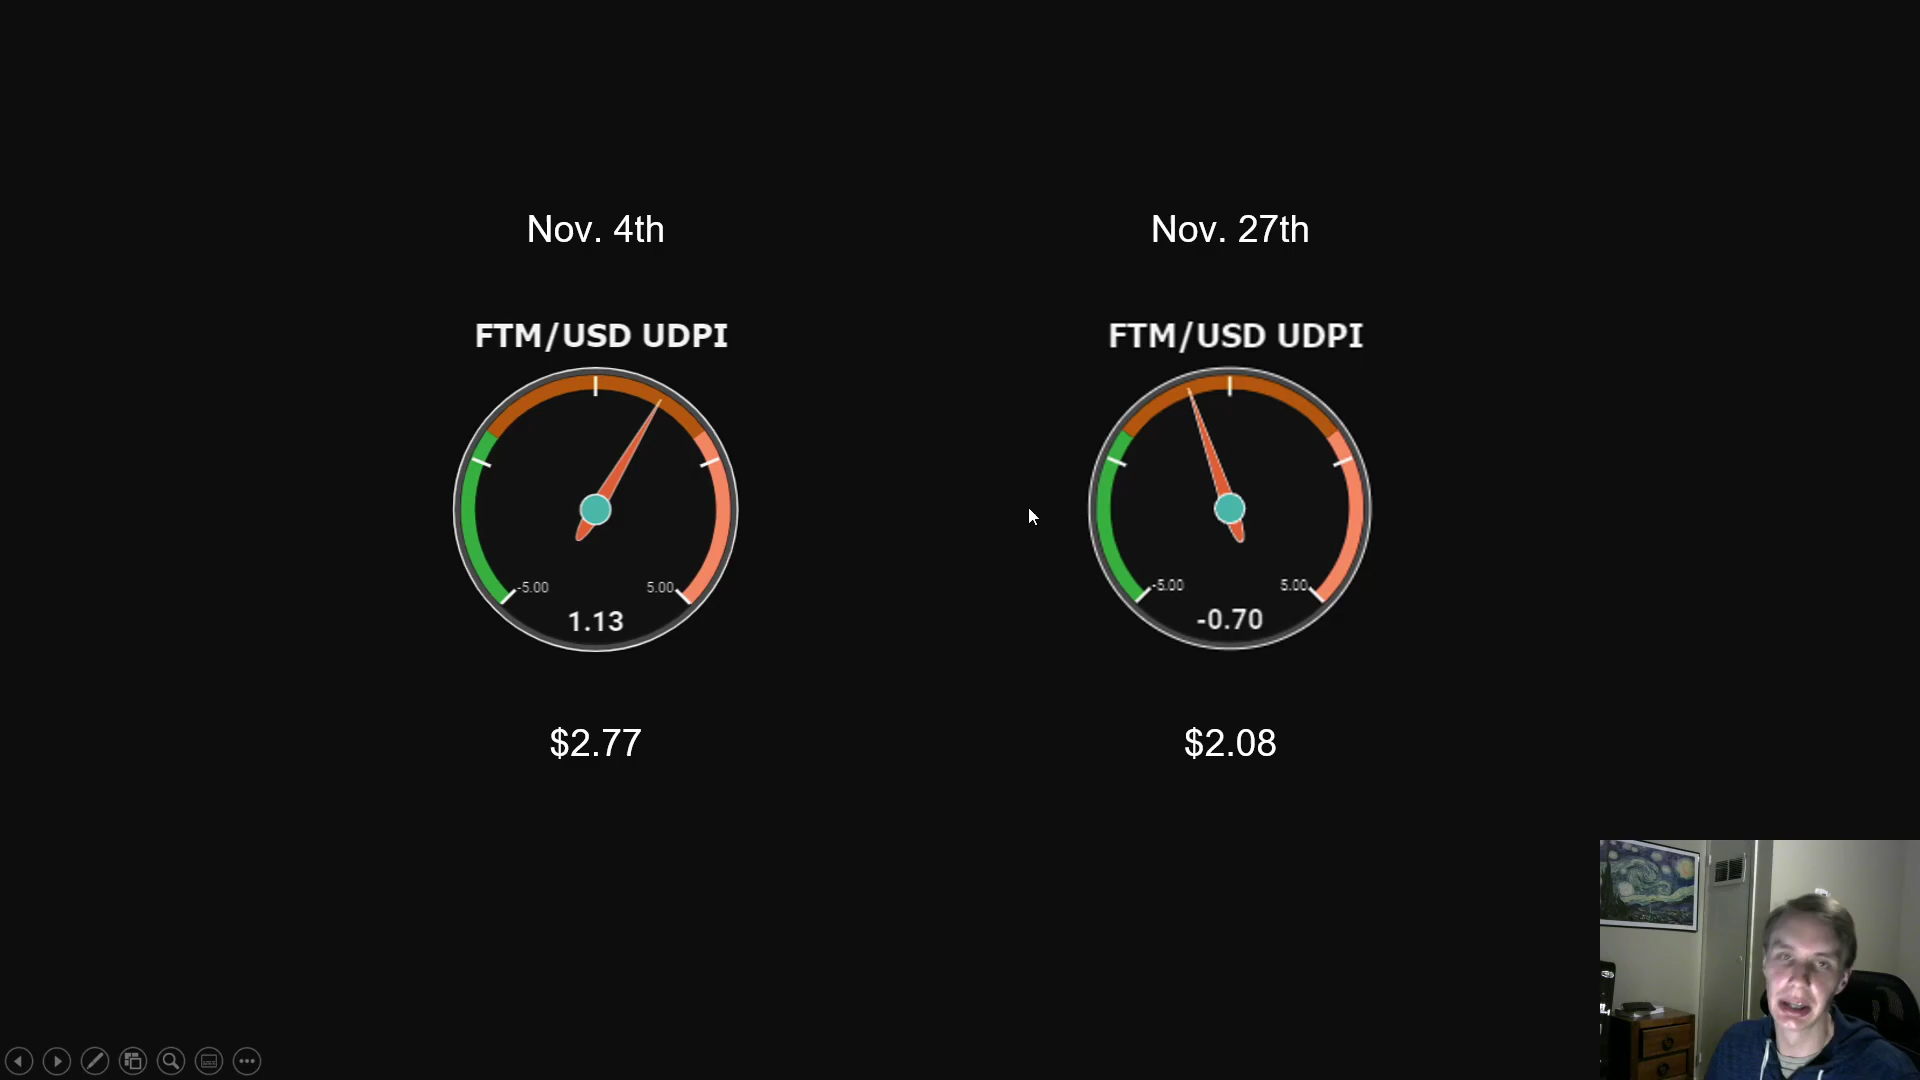 Nov. 4th
Nov. 27th
FTM/USD UDPI
FTM/USD UDPI
-5.00
5.00
1.13
-5.00
5.00
-0.70
$2.77
$2.08